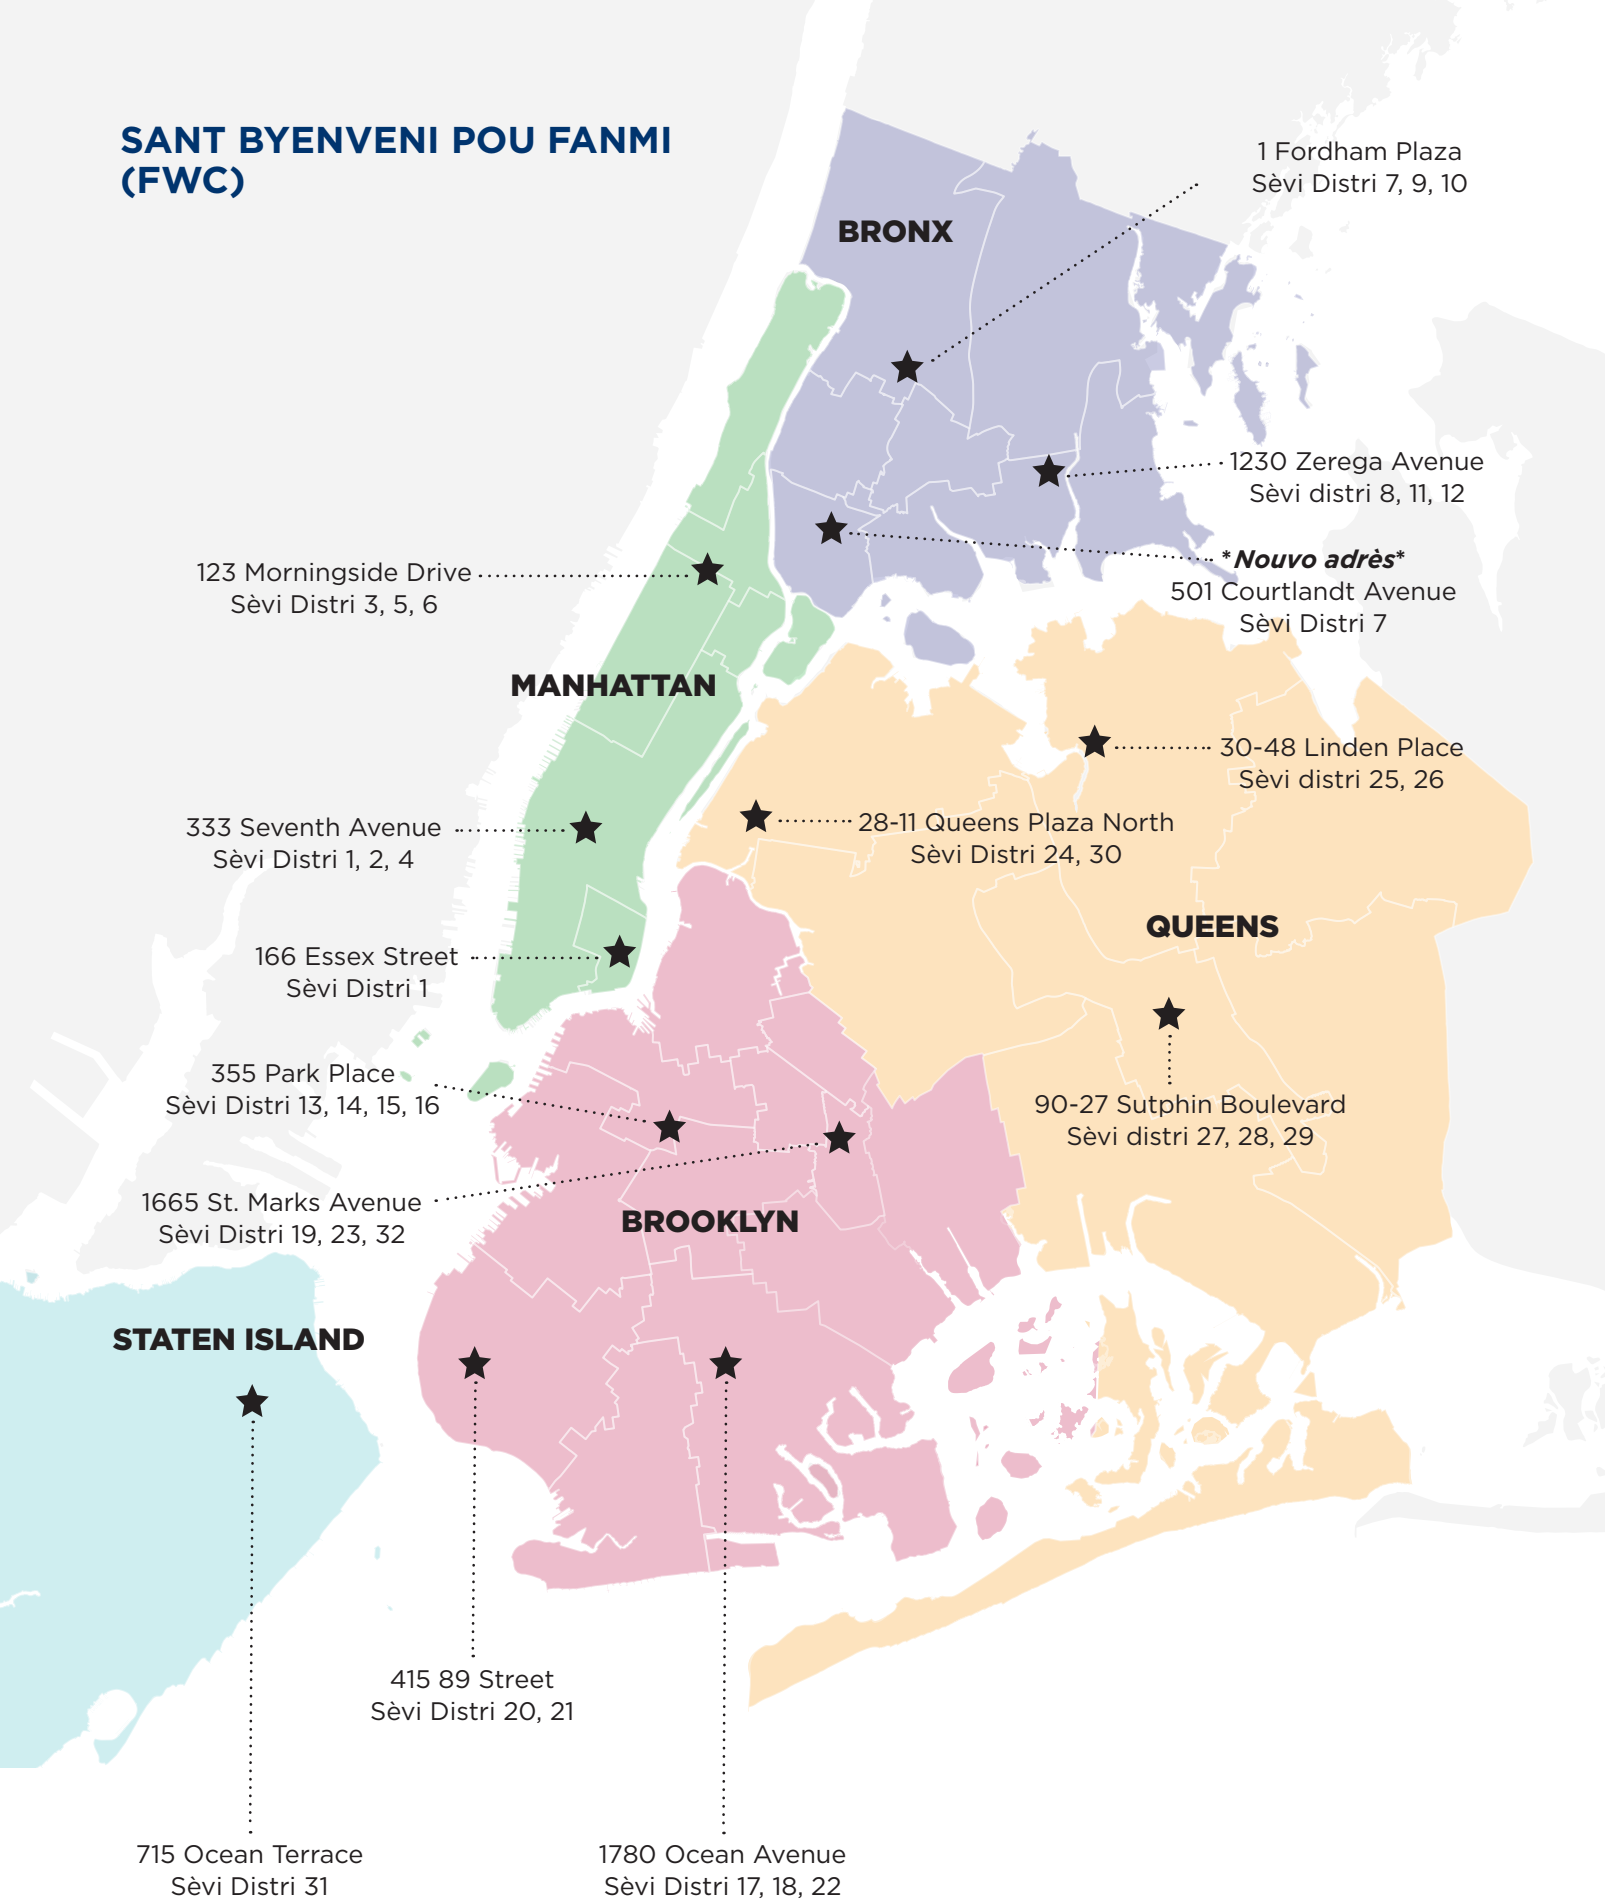 SANT BYENVENI POU FANMI
(FWC)
1 Fordham Plaza
Sèvi Distri 7, 9, 10
BRONX
1230 Zerega Avenue
Sèvi distri 8, 11, 12
*Nouvo adrès*
501 Courtlandt Avenue
Sèvi Distri 7
123 Morningside Drive
Sèvi Distri 3, 5, 6
MANHATTAN
30-48 Linden Place
Sèvi distri 25, 26
333 Seventh Avenue
Sèvi Distri 1, 2, 4
28-11 Queens Plaza North
Sèvi Distri 24, 30
QUEENS
166 Essex Street
Sèvi Distri 1
355 Park Place
Sèvi Distri 13, 14, 15, 16
90-27 Sutphin Boulevard
Sèvi distri 27, 28, 29
1665 St. Marks Avenue
Sèvi Distri 19, 23, 32
BROOKLYN
STATEN ISLAND
415 89 Street
Sèvi Distri 20, 21
715 Ocean Terrace
Sèvi Distri 31
1780 Ocean Avenue
Sèvi Distri 17, 18, 22